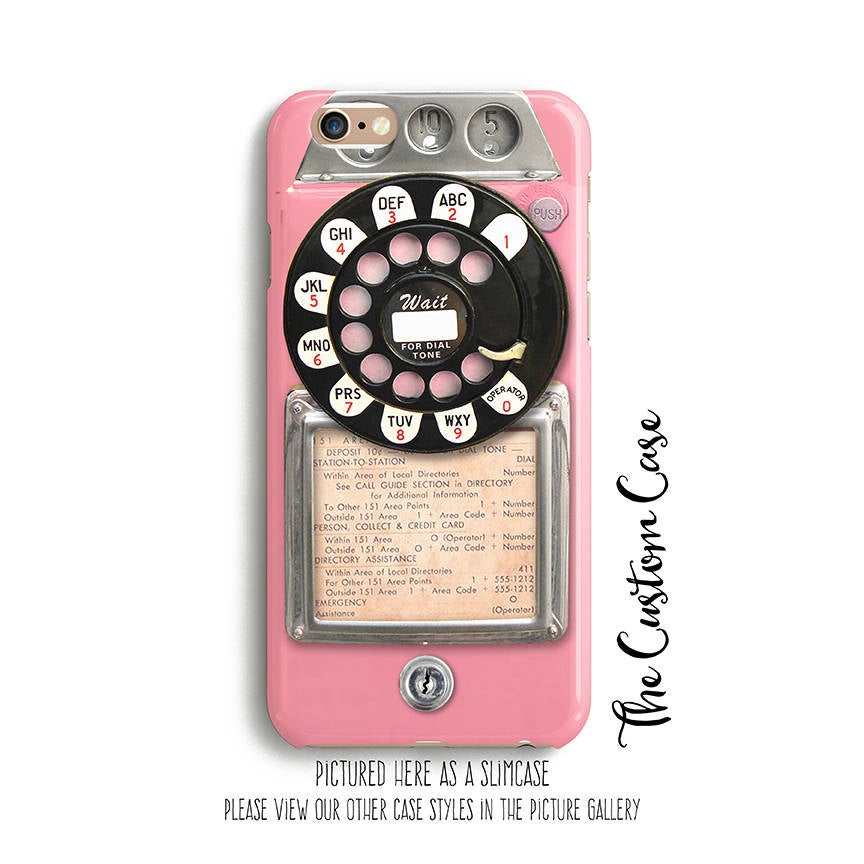 10 5
PUSH
ABC
2
DEF
3
1
GHI
4
JKL
5
MNO
6
PRS
7
TUV
8
WXY
9
OPERATOR
0
Wait
FOR DIAL
TONE
151
DEPOSIT 10¢ DIAL TONE —
STATION-TO-STATION DIAL
Within Area of Local Directories Number
See CALL GUIDE SECTION in DIRECTORY
for Additional Information
To Other 151 Area Points 1 + Number
Outside 151 Area 1 + Area Code + Number
PERSON, COLLECT & CREDIT CARD
Within 151 Area O (Operator) + Number
Outside 151 Area O + Area Code + Number
DIRECTORY ASSISTANCE
Within Area of Local Directories 411
For Other 151 Area Points 1 + 555-1212
Outside 151 Area 1 + Area Code + 555-1212
EMERGENCY O
Assistance (Operator)
The Custom Case
PICTURED HERE AS A SLIMCASE
PLEASE VIEW OUR OTHER CASE STYLES IN THE PICTURE GALLERY